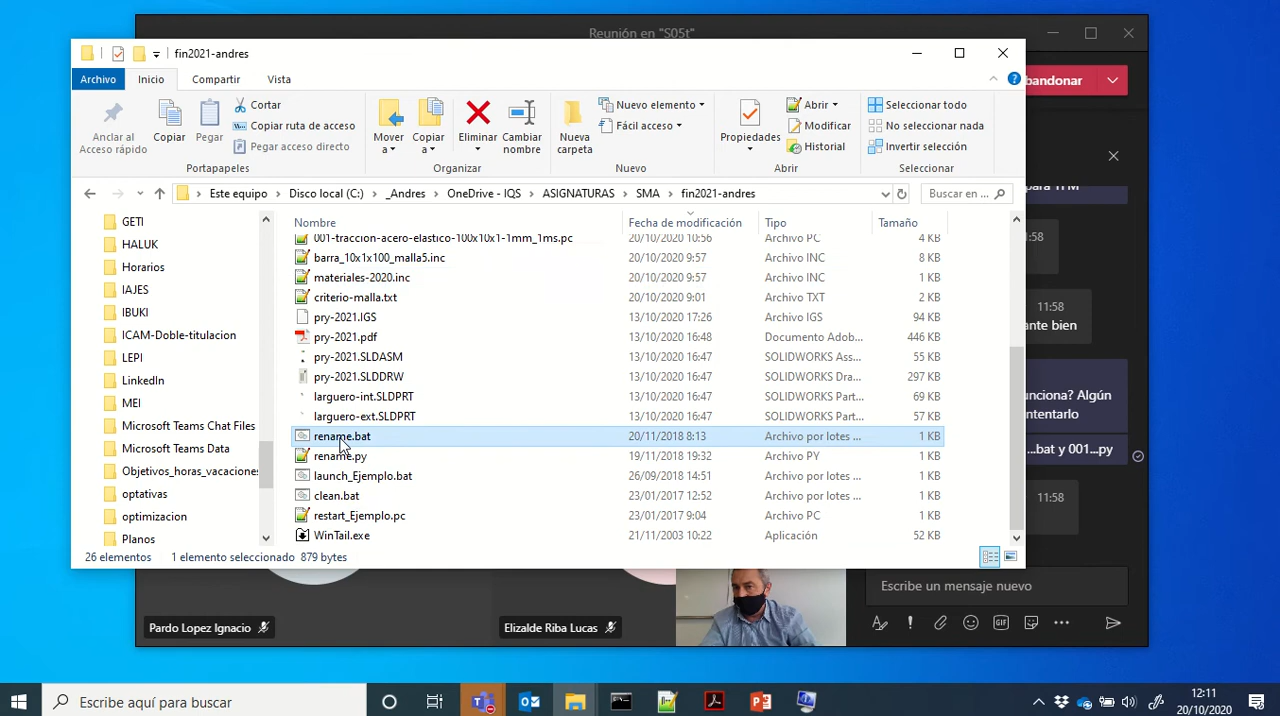 Reunión en "S05t"
fin2021-andres
Archivo
Inicio
Compartir
Vista
Anclar al
Acceso rápido
Copiar
Pegar
Cortar
Copiar ruta de acceso
Pegar acceso directo
Portapapeles
Mover
a
Copiar
a
Eliminar
Cambiar
nombre
Organizar
Nueva
carpeta
Nuevo elemento
Fácil acceso
Nuevo
Propiedades
Abrir
Modificar
Historial
Abrir
Seleccionar todo
No seleccionar nada
Invertir selección
Seleccionar
Este equipo > Disco local (C:) > _Andres > OneDrive - IQS > ASIGNATURAS > SMA > fin2021-andres
Buscar en ...
Nombre Fecha de modificación Tipo Tamaño
GETI
HALUK
Horarios
IAJES
IBUKI
ICAM-Doble-titulacion
LEPI
LinkedIn
MEI
Microsoft Teams Chat Files
Microsoft Teams Data
Objetivos_horas_vacaciones
optativas
optimizacion
Planos
001.traccion-acero-elastico-100x10x1-1mm_1ms.pc 20/10/2020 10:56 Archivo PC 4 KB
barra_10x1x100_malla5.inc 20/10/2020 9:57 Archivo INC 8 KB
materiales-2020.inc 20/10/2020 9:57 Archivo INC 1 KB
criterio-malla.txt 20/10/2020 9:01 Archivo TXT 2 KB
pry-2021.IGS 13/10/2020 17:26 Archivo IGS 94 KB
pry-2021.pdf 13/10/2020 16:48 Documento Adob... 446 KB
pry-2021.SLDASM 13/10/2020 16:47 SOLIDWORKS Ass... 55 KB
pry-2021.SLDDRW 13/10/2020 16:47 SOLIDWORKS Dra... 297 KB
larguero-int.SLDPRT 13/10/2020 16:47 SOLIDWORKS Part... 69 KB
larguero-ext.SLDPRT 13/10/2020 16:47 SOLIDWORKS Part... 57 KB
rename.bat 20/11/2018 8:13 Archivo por lotes ... 1 KB
rename.py 19/11/2018 19:32 Archivo PY 1 KB
launch_Ejemplo.bat 26/09/2018 14:51 Archivo por lotes ... 1 KB
clean.bat 23/01/2017 12:52 Archivo por lotes ... 1 KB
restart_Ejemplo.pc 23/01/2017 9:04 Archivo PC 1 KB
WinTail.exe 21/11/2003 10:22 Aplicación 52 KB
26 elementos 1 elemento seleccionado 879 bytes
bandonar
para TFM
:58
11:58
ante bien
unciona? Algún
ntentarlo
...bat y 001...py
11:58
Escribe un mensaje nuevo
GIF
Pardo Lopez Ignacio
Elizalde Riba Lucas
Escribe aquí para buscar
12:11
20/10/2020